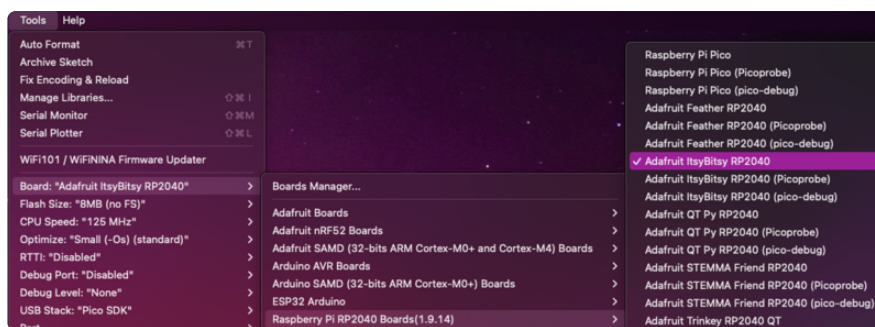 Tools Help
Auto Format ⌘T
Archive Sketch
Fix Encoding & Reload
Manage Libraries... ⇧⌘I
Serial Monitor ⇧⌘M
Serial Plotter ⇧⌘L
WiFi101 / WiFiNINA Firmware Updater
Board: "Adafruit ItsyBitsy RP2040"
Flash Size: "8MB (no FS)"
CPU Speed: "125 MHz"
Optimize: "Small (-Os) (standard)"
RTTI: "Disabled"
Debug Port: "Disabled"
Debug Level: "None"
USB Stack: "Pico SDK"
Port
Boards Manager...
Adafruit Boards
Adafruit nRF52 Boards
Adafruit SAMD (32-bits ARM Cortex-M0+ and Cortex-M4) Boards
Arduino AVR Boards
Arduino SAMD (32-bits ARM Cortex-M0+) Boards
ESP32 Arduino
Raspberry Pi RP2040 Boards(1.9.14)
Raspberry Pi Pico
Raspberry Pi Pico (Picoprobe)
Raspberry Pi Pico (pico-debug)
Adafruit Feather RP2040
Adafruit Feather RP2040 (Picoprobe)
Adafruit Feather RP2040 (pico-debug)
✓ Adafruit ItsyBitsy RP2040
Adafruit ItsyBitsy RP2040 (Picoprobe)
Adafruit ItsyBitsy RP2040 (pico-debug)
Adafruit QT Py RP2040
Adafruit QT Py RP2040 (Picoprobe)
Adafruit QT Py RP2040 (pico-debug)
Adafruit STEMMA Friend RP2040
Adafruit STEMMA Friend RP2040 (Picoprobe)
Adafruit STEMMA Friend RP2040 (pico-debug)
Adafruit Trinkey RP2040 QT